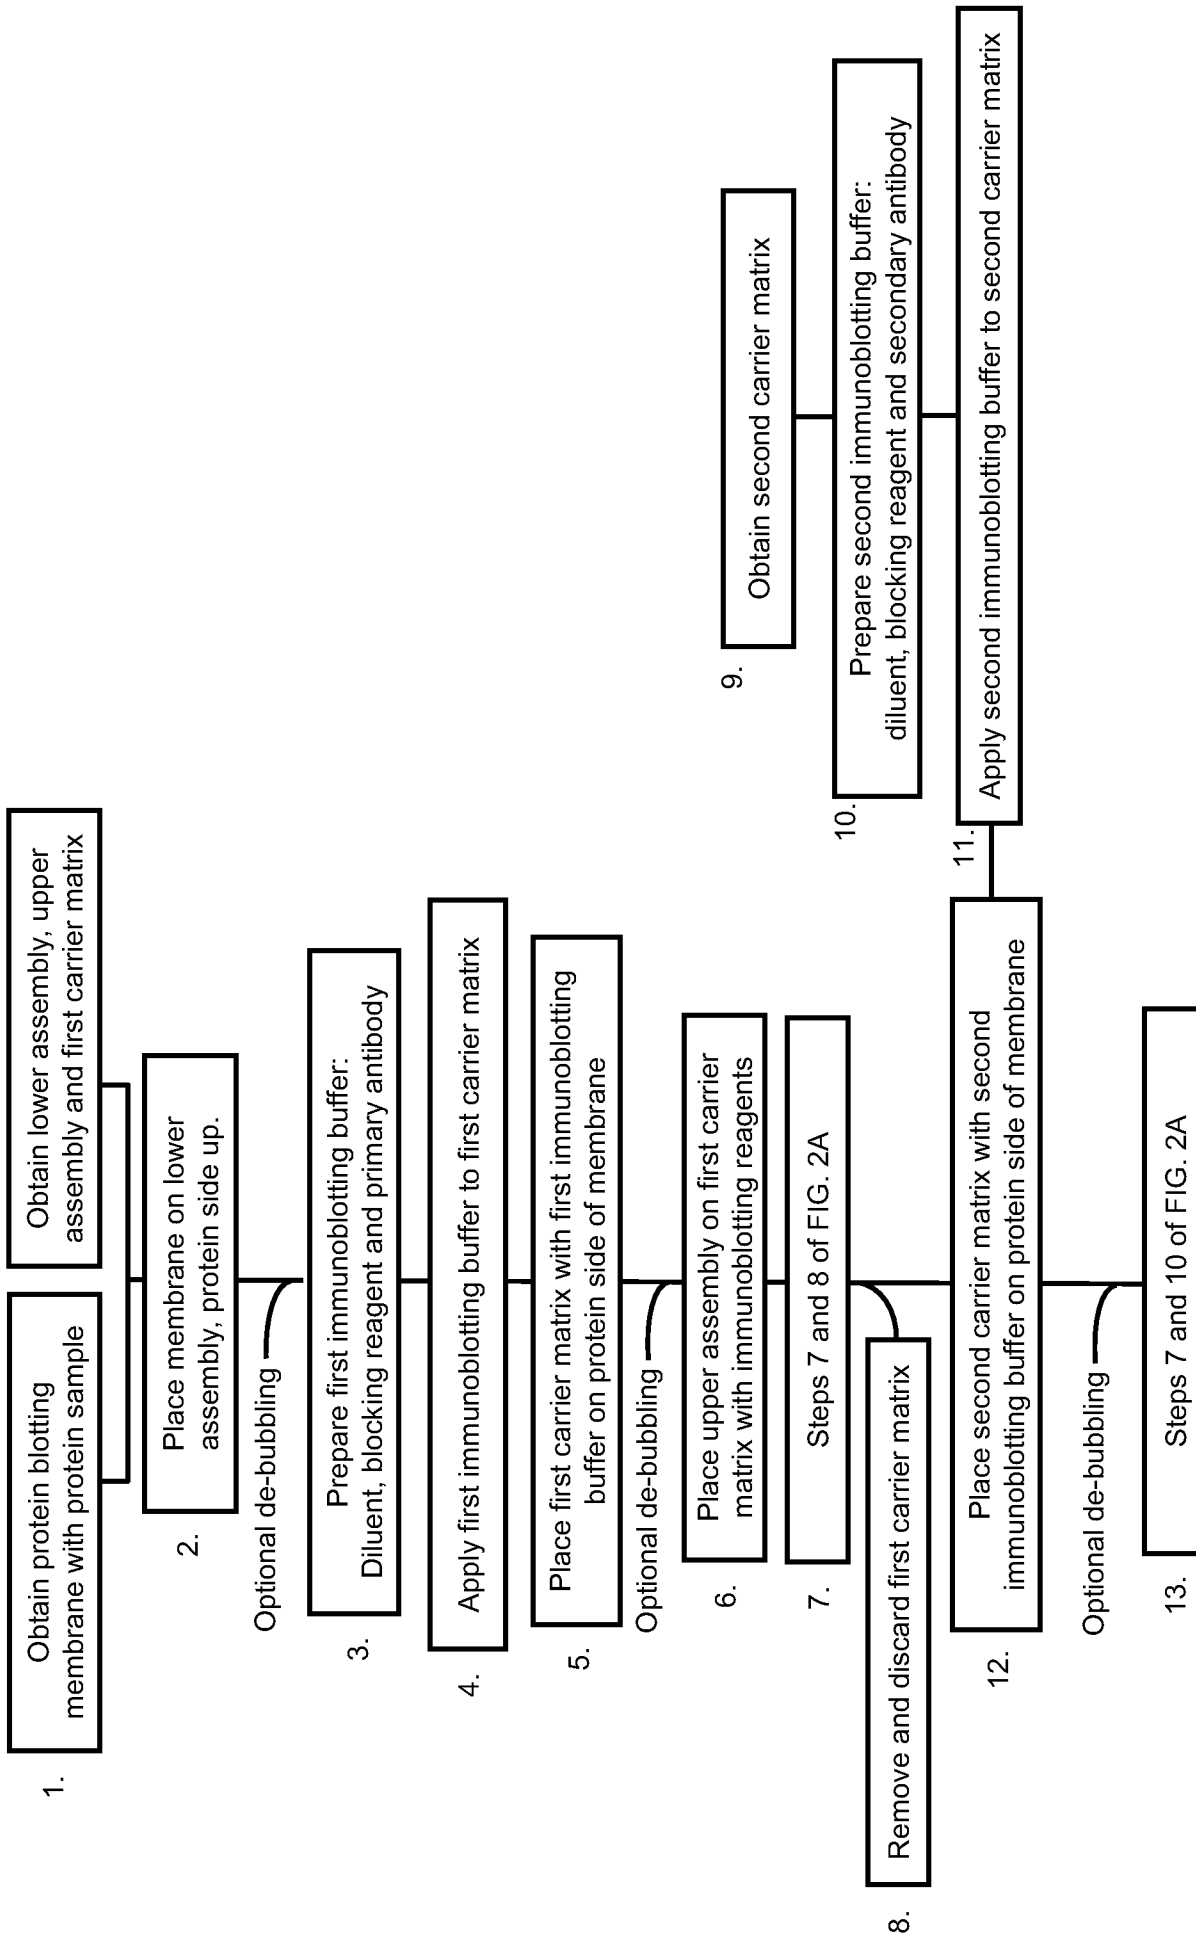 1.
Obtain protein blotting
membrane with protein sample
Obtain lower assembly, upper
assembly and first carrier matrix
2.
Place membrane on lower
assembly, protein side up.
Optional de-bubbling
3.
Prepare first immunoblotting buffer:
Diluent, blocking reagent and primary antibody
4.
Apply first immunoblotting buffer to first carrier matrix
5.
Place first carrier matrix with first immunoblotting
buffer on protein side of membrane
Optional de-bubbling
6.
Place upper assembly on first carrier
matrix with immunoblotting reagents
7.
Steps 7 and 8 of FIG. 2A
8.
Remove and discard first carrier matrix
9.
Obtain second carrier matrix
10.
Prepare second immunoblotting buffer:
diluent, blocking reagent and secondary antibody
11.
Apply second immunoblotting buffer to second carrier matrix
12.
Place second carrier matrix with second
immunoblotting buffer on protein side of membrane
Optional de-bubbling
13.
Steps 7 and 10 of FIG. 2A